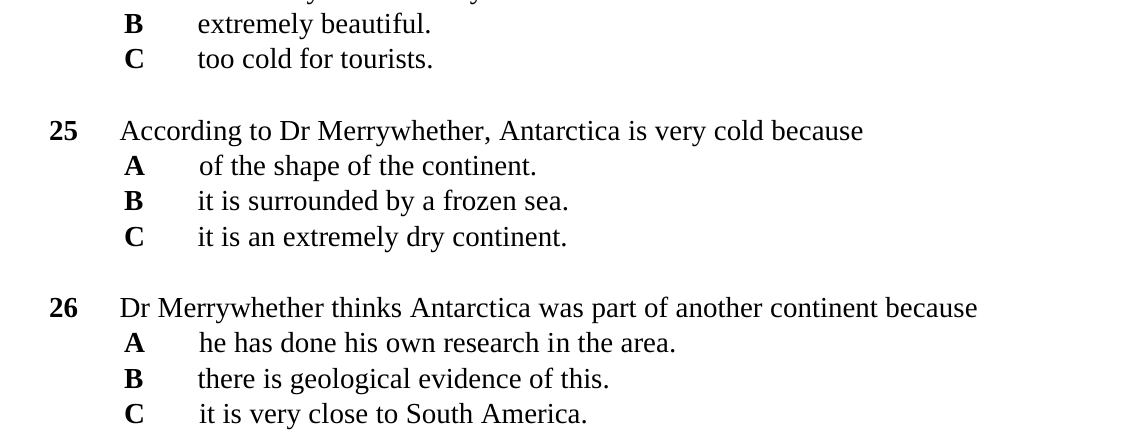 B extremely beautiful.
C too cold for tourists.
25 According to Dr Merrywhether, Antarctica is very cold because
A of the shape of the continent.
B it is surrounded by a frozen sea.
C it is an extremely dry continent.
26 Dr Merrywhether thinks Antarctica was part of another continent because
A he has done his own research in the area.
B there is geological evidence of this.
C it is very close to South America.